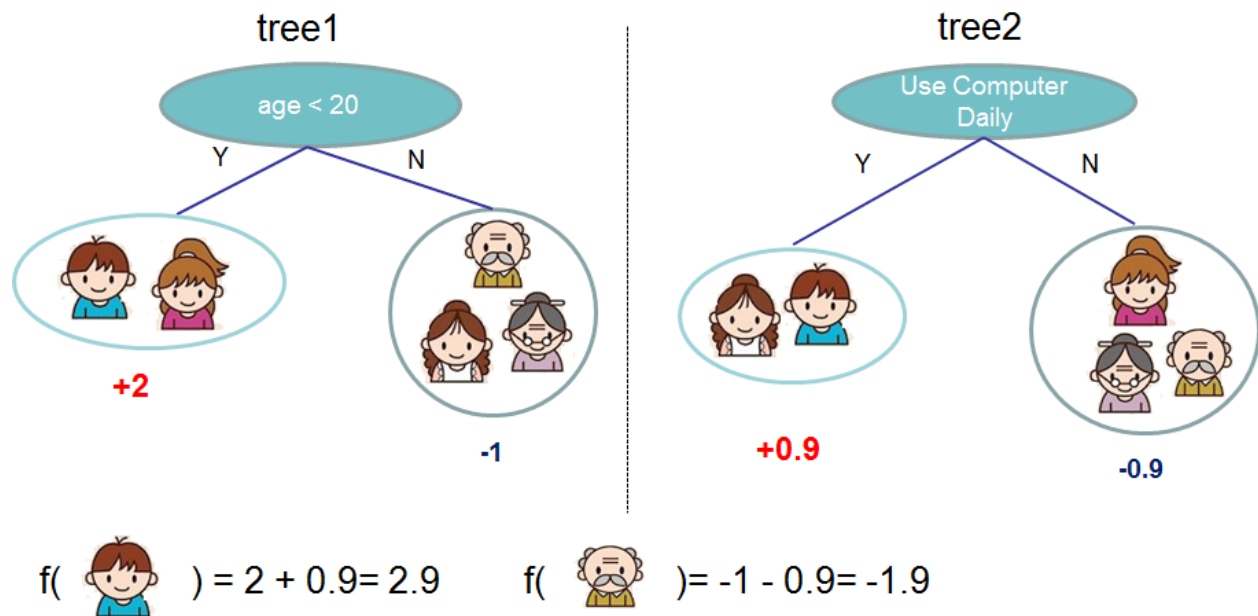 tree1
age < 20
Y
N
+2
-1
tree2
Use Computer
Daily
Y
N
+0.9
-0.9
f( ) = 2 + 0.9= 2.9
f( )= -1 - 0.9= -1.9